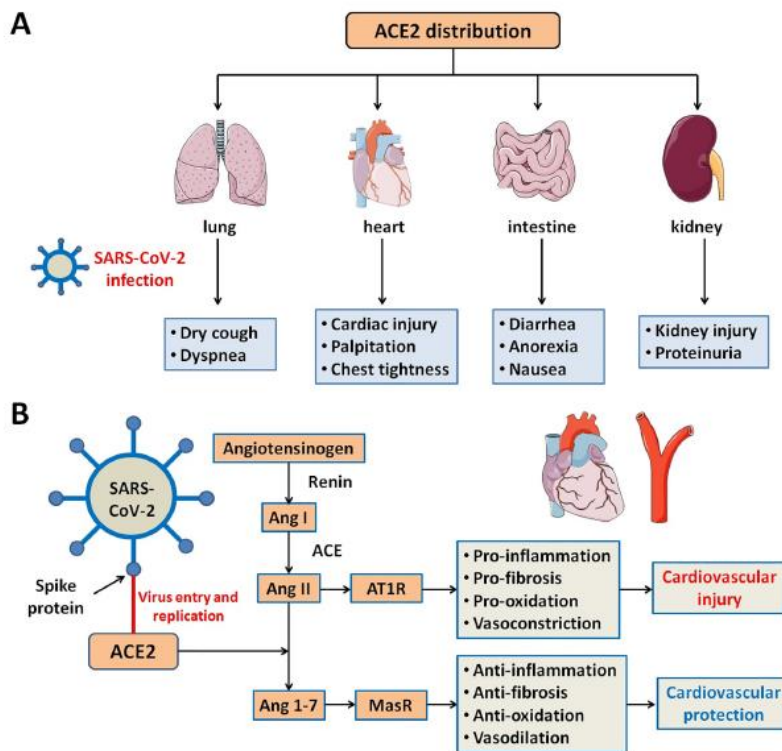 A
ACE2 distribution
lung
heart
intestine
kidney
SARS-CoV-2
infection
• Dry cough
• Dyspnea
• Cardiac injury
• Palpitation
• Chest tightness
• Diarrhea
• Anorexia
• Nausea
• Kidney injury
• Proteinuria
B
SARS-
CoV-2
Spike
protein
Virus entry and
replication
ACE2
Angiotensinogen
Renin
Ang I
ACE
Ang II
AT1R
• Pro-inflammation
• Pro-fibrosis
• Pro-oxidation
• Vasoconstriction
Cardiovascular
injury
Ang 1-7
MasR
• Anti-inflammation
• Anti-fibrosis
• Anti-oxidation
• Vasodilation
Cardiovascular
protection